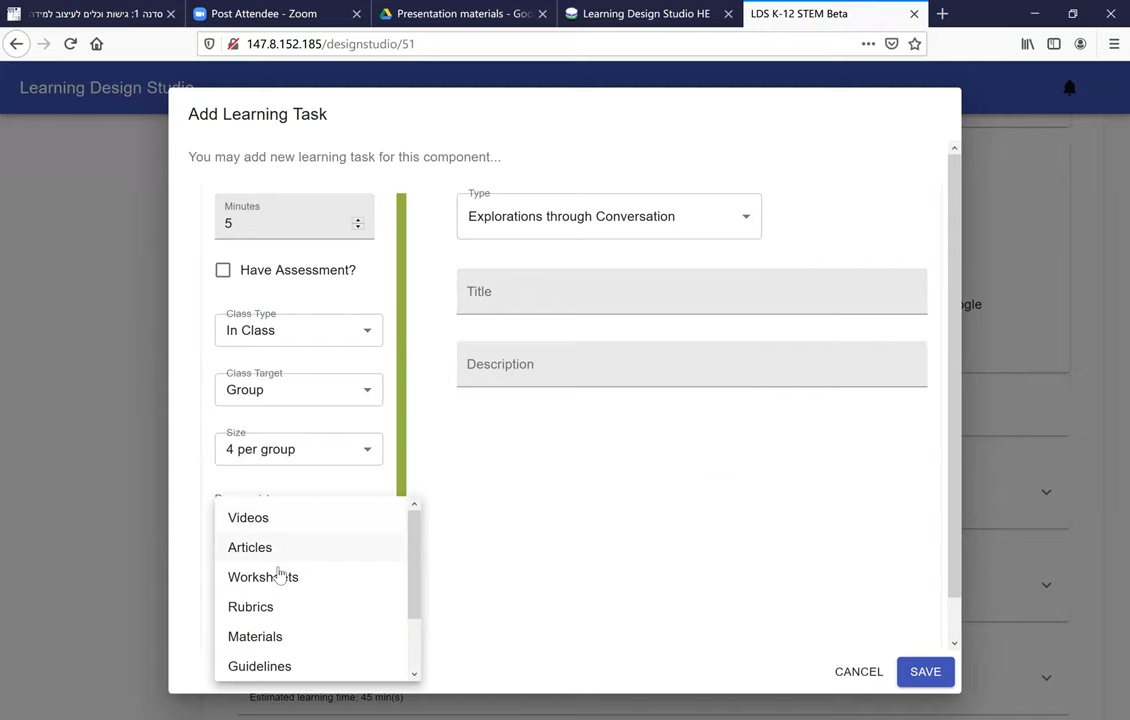 סדנה 1: גישות וכלים לעיצוב למידה
Post Attendee - Zoom
Presentation materials - Goo
Learning Design Studio HE
LDS K-12 STEM Beta
147.8.152.185/designstudio/51
Learning Design Studio
Add Learning Task
You may add new learning task for this component...
Minutes
5
Type
Explorations through Conversation
Have Assessment?
Title
Class Type
In Class
Description
Class Target
Group
Size
4 per group
Videos
Articles
Worksheets
Rubrics
Materials
Guidelines
CANCEL
SAVE
Estimated learning time: 45 min(s)